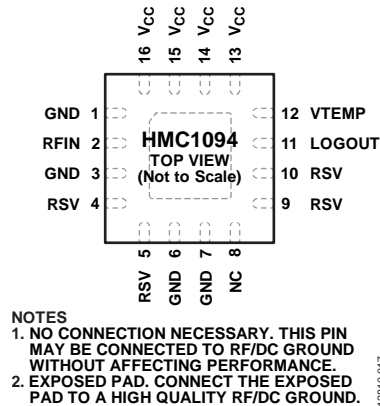 16 VCC
15 VCC
14 VCC
13 VCC
GND 1
RFIN 2
GND 3
RSV 4
HMC1094
TOP VIEW
(Not to Scale)
12 VTEMP
11 LOGOUT
10 RSV
9 RSV
RSV 5
GND 6
GND 7
NC 8
NOTES
1. NO CONNECTION NECESSARY. THIS PIN
MAY BE CONNECTED TO RF/DC GROUND
WITHOUT AFFECTING PERFORMANCE.
2. EXPOSED PAD. CONNECT THE EXPOSED
PAD TO A HIGH QUALITY RF/DC GROUND.